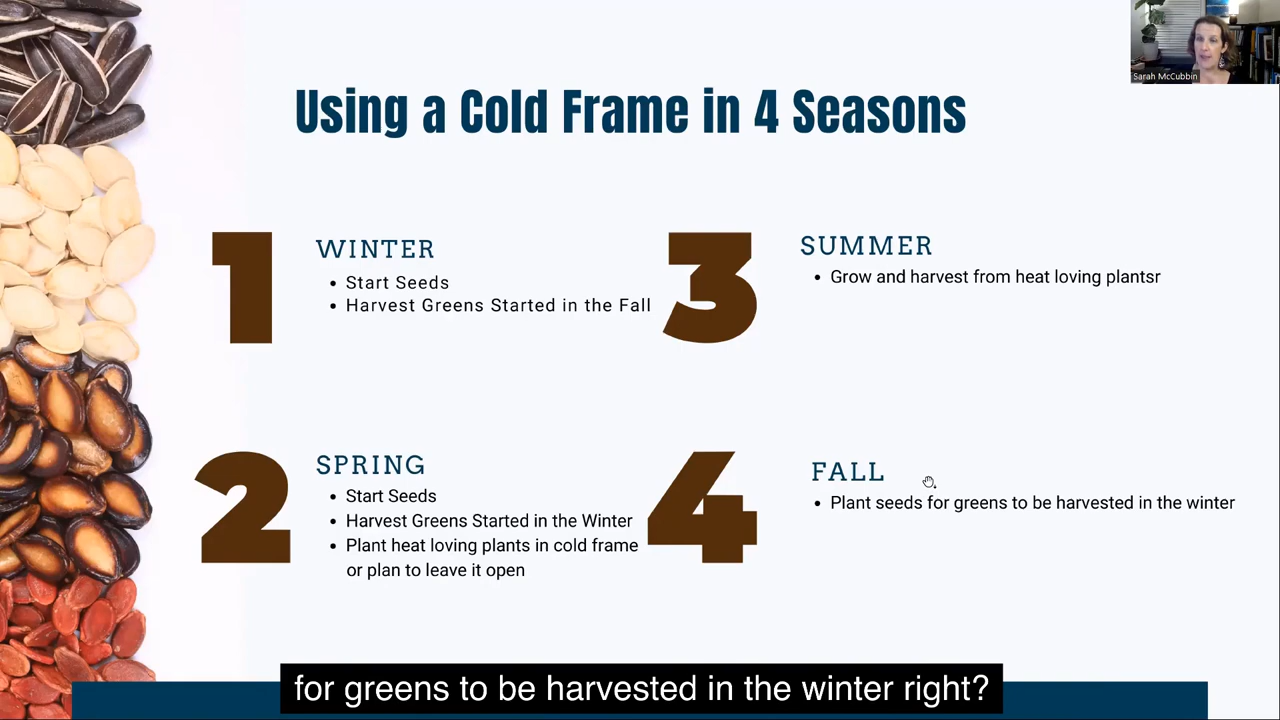 Sarah McCubbin
Using a Cold Frame in 4 Seasons
1
WINTER
• Start Seeds
• Harvest Greens Started in the Fall
2
SPRING
• Start Seeds
• Harvest Greens Started in the Winter
• Plant heat loving plants in cold frame
or plan to leave it open
3
SUMMER
• Grow and harvest from heat loving plantsr
4
FALL
• Plant seeds for greens to be harvested in the winter
for greens to be harvested in the winter right?